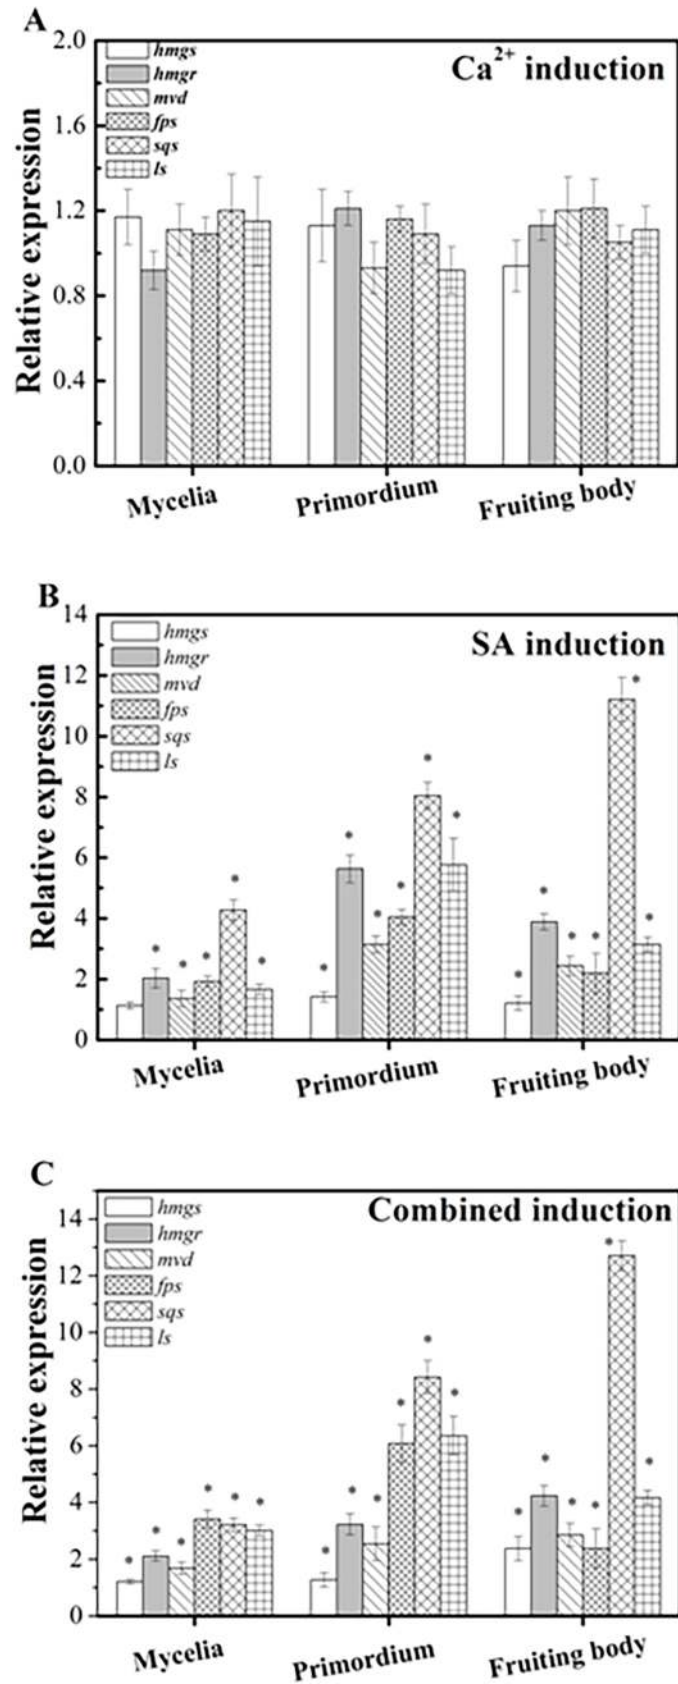 A
2.0
1.6
1.2
0.8
0.4
0.0
Relative expression
hmgs
hmgr
mvd
fps
sqs
ls
Ca²⁺ induction
Mycelia
Primordium
Fruiting body
B
14
12
10
8
6
4
2
0
Relative expression
hmgs
hmgr
mvd
fps
sqs
ls
SA induction
Mycelia
Primordium
Fruiting body
C
14
12
10
8
6
4
2
0
Relative expression
hmgs
hmgr
mvd
fps
sqs
ls
Combined induction
Mycelia
Primordium
Fruiting body